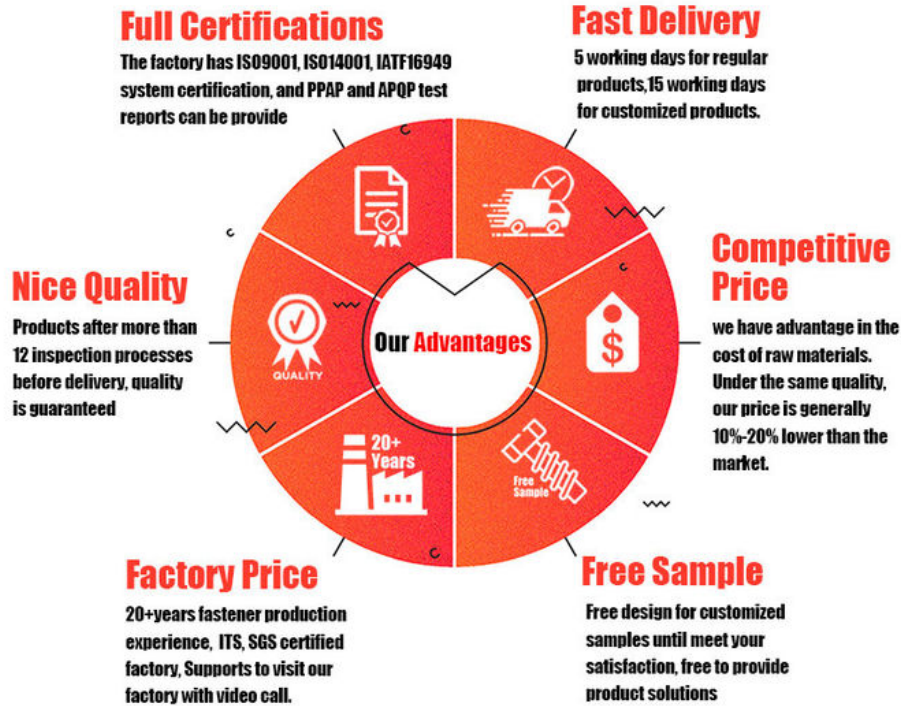 Full Certifications
The factory has ISO9001, ISO14001, IATF16949
system certification, and PPAP and APQP test
reports can be provide
Fast Delivery
5 working days for regular
products,15 working days
for customized products.
Nice Quality
Products after more than
12 inspection processes
before delivery, quality
is guaranteed
QUALITY
Our Advantages
$
Competitive
Price
we have advantage in the
cost of raw materials.
Under the same quality,
our price is generally
10%-20% lower than the
market.
20+
Years
Free
Sample
Factory Price
20+years fastener production
experience, ITS, SGS certified
factory, Supports to visit our
factory with video call.
Free Sample
Free design for customized
samples until meet your
satisfaction, free to provide
product solutions